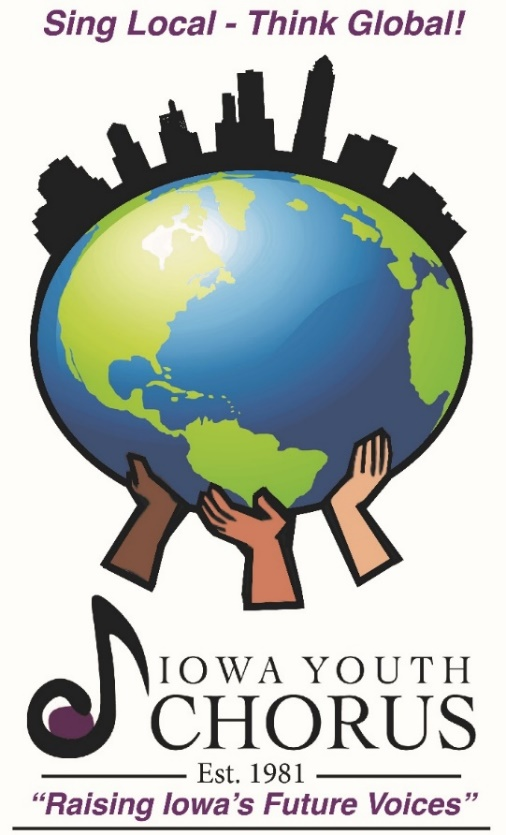 Sing Local - Think Global!
IOWA YOUTH
CHORUS
Est. 1981
“Raising Iowa’s Future Voices”